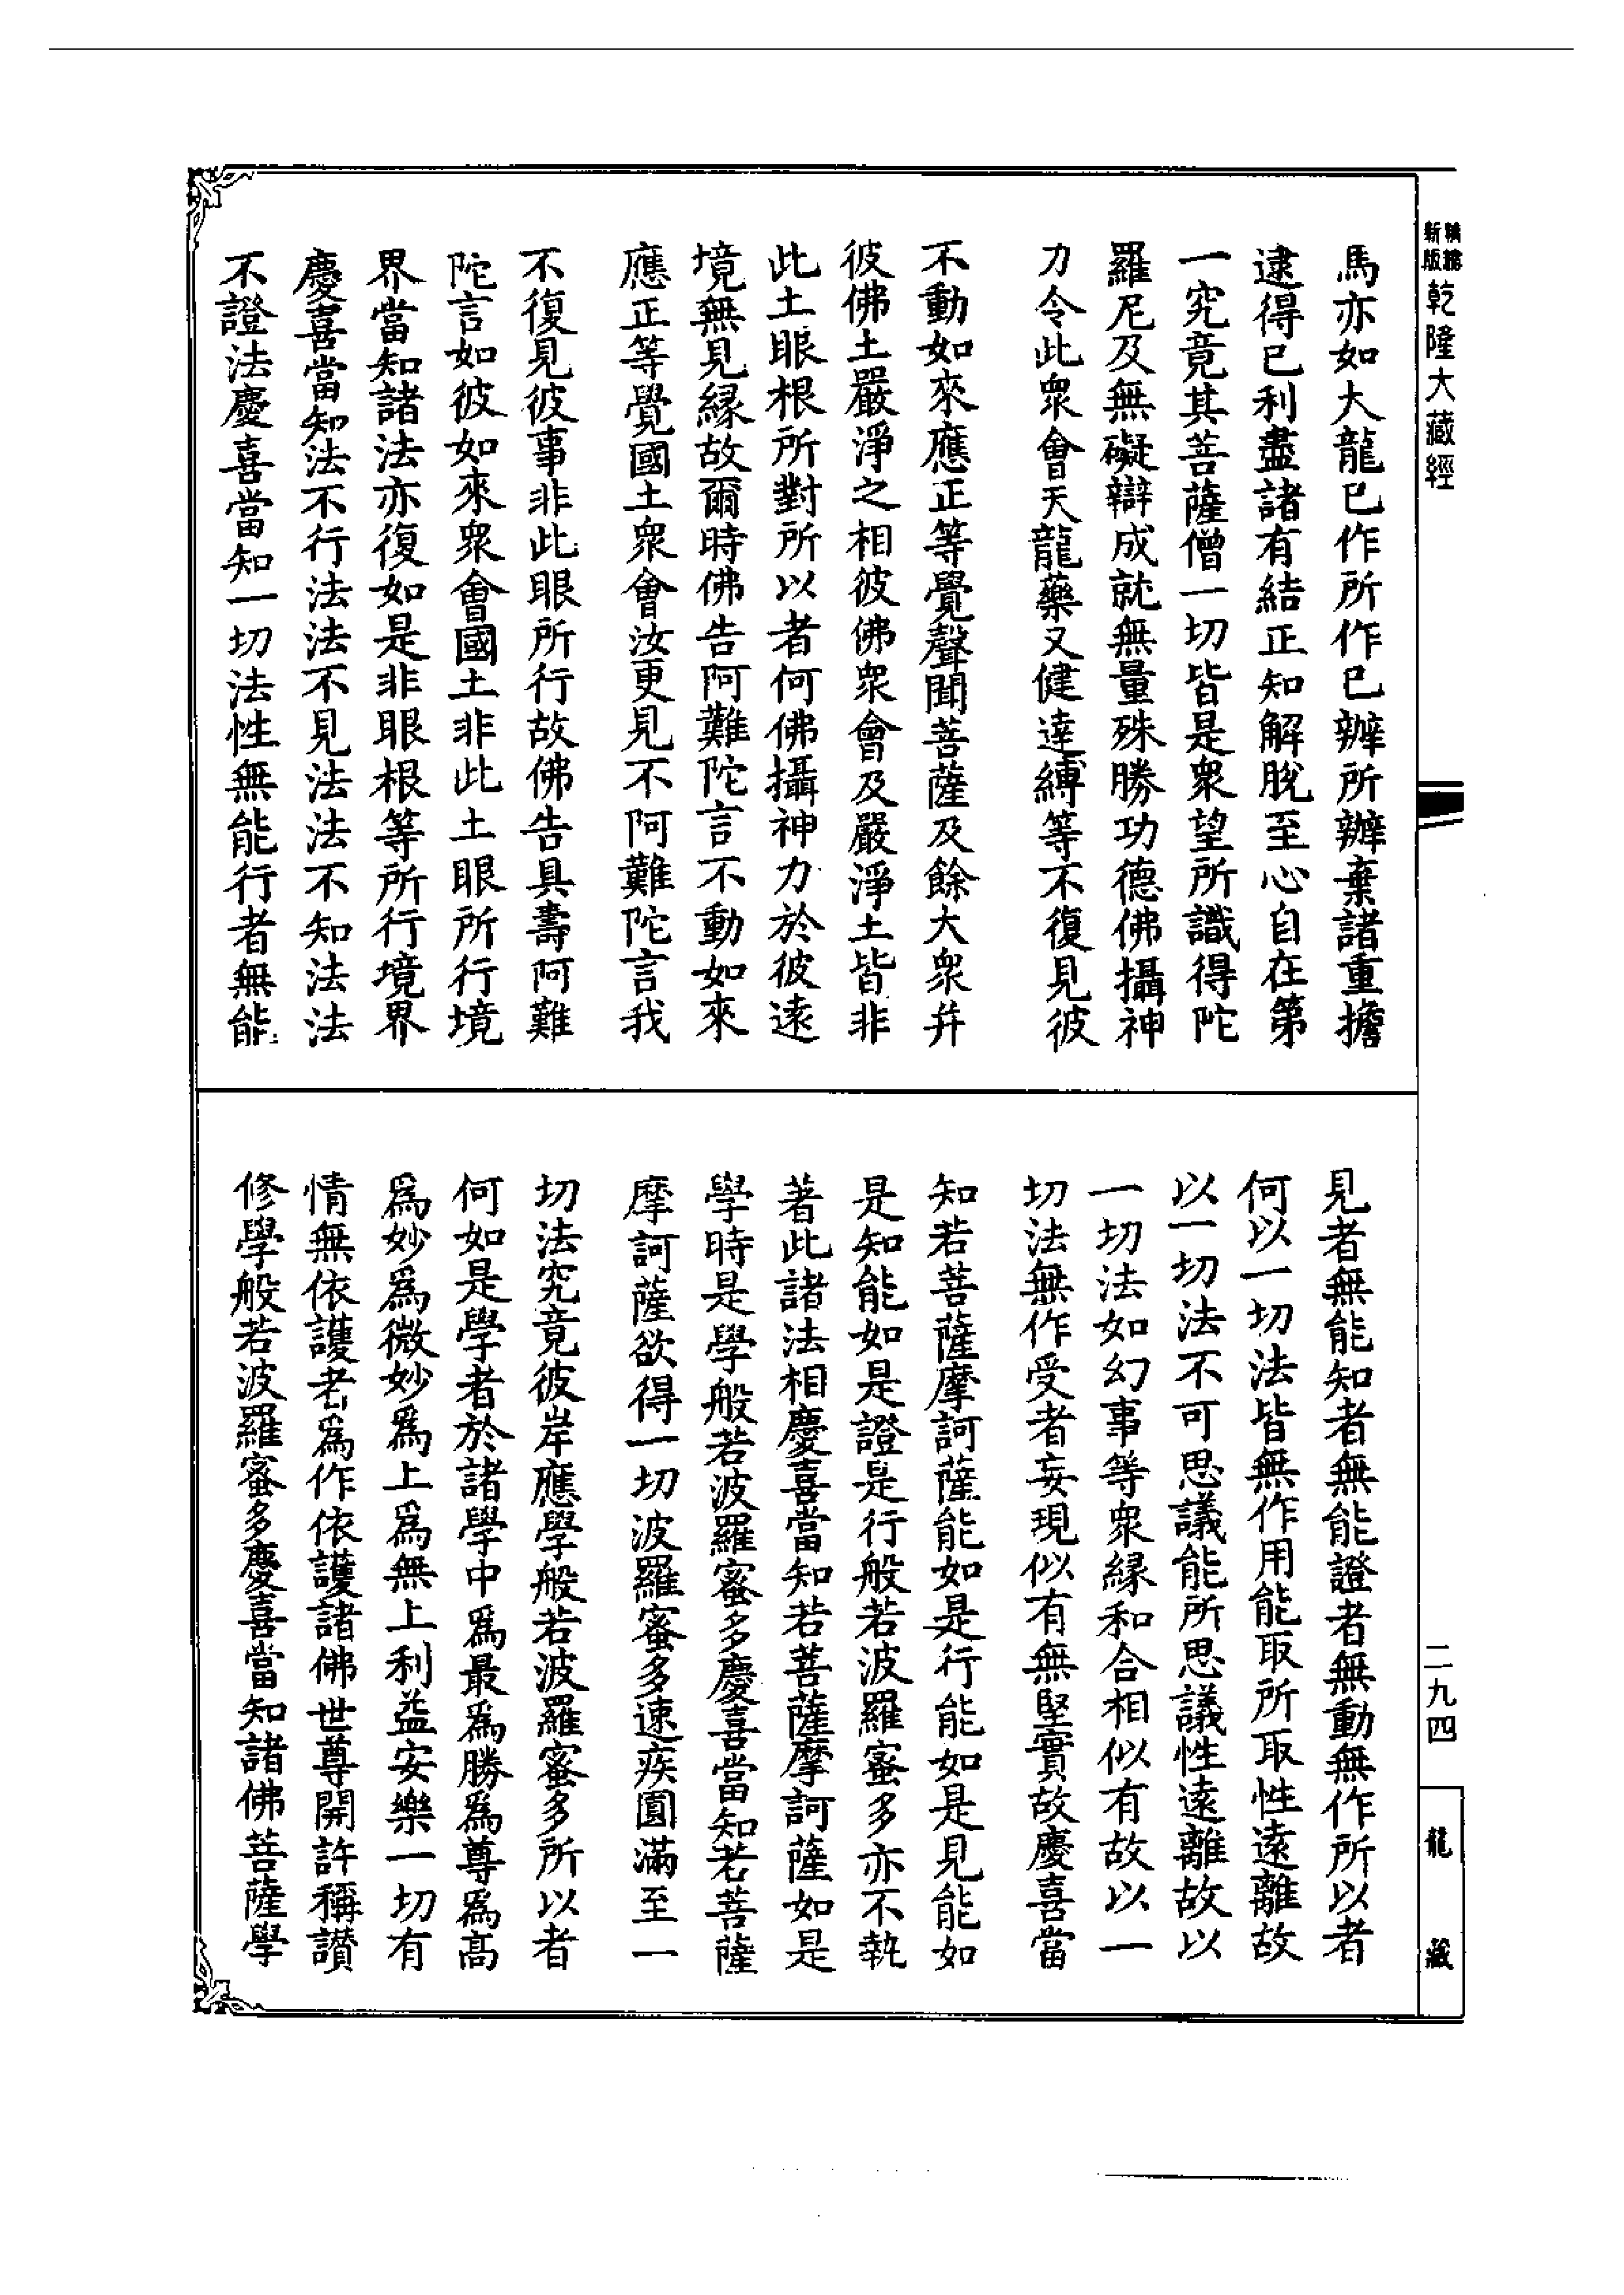 精縮
新版
乾隆大藏經
馬亦如大龍已作所作已辦所辦棄諸重擔
逮得已利盡諸有結正知解脫至心自在第
一究竟其菩薩僧一切皆是衆望所識得陀
羅尼及無礙辯成就無量殊勝功德佛攝神
力令此衆會天龍藥叉健達縛等不復見彼
不動如來應正等覺聲聞菩薩及餘大衆并
彼佛土嚴淨之相彼佛衆會及嚴淨土皆非
此土眼根所對所以者何佛攝神力於彼遠
境無見緣故爾時佛告阿難陀言不動如來
應正等覺國土衆會汝更見不阿難陀言我
不復見彼事非此眼所行故佛告具壽阿難
陀言如彼如來衆會國土非此土眼所行境
界當知諸法亦復如是非眼根等所行境界
慶喜當知法不行法法不見法法不知法法
不證法慶喜當知一切法性無能行者無能
見者無能知者無能證者無動無作所以者
何以一切法皆無作用能取所取性遠離故
以一切法不可思議能所思議性遠離故以
一切法如幻事等衆緣和合相似有故以一
切法無作受者妄現似有無堅實故慶喜當
知若菩薩摩訶薩能如是行能如是見能如
是知能如是證是行般若波羅蜜多亦不執
著此諸法相慶喜當知若菩薩摩訶薩如是
學時是學般若波羅蜜多慶喜當知若菩薩
摩訶薩欲得一切波羅蜜多速疾圓滿至一
切法究竟彼岸應學般若波羅蜜多所以者
何如是學者於諸學中爲最爲勝爲尊爲高
爲妙爲微妙爲上爲無上利益安樂一切有
情無依護者爲作依護諸佛世尊開許稱讚
修學般若波羅蜜多慶喜當知諸佛菩薩學
二九四
龍藏